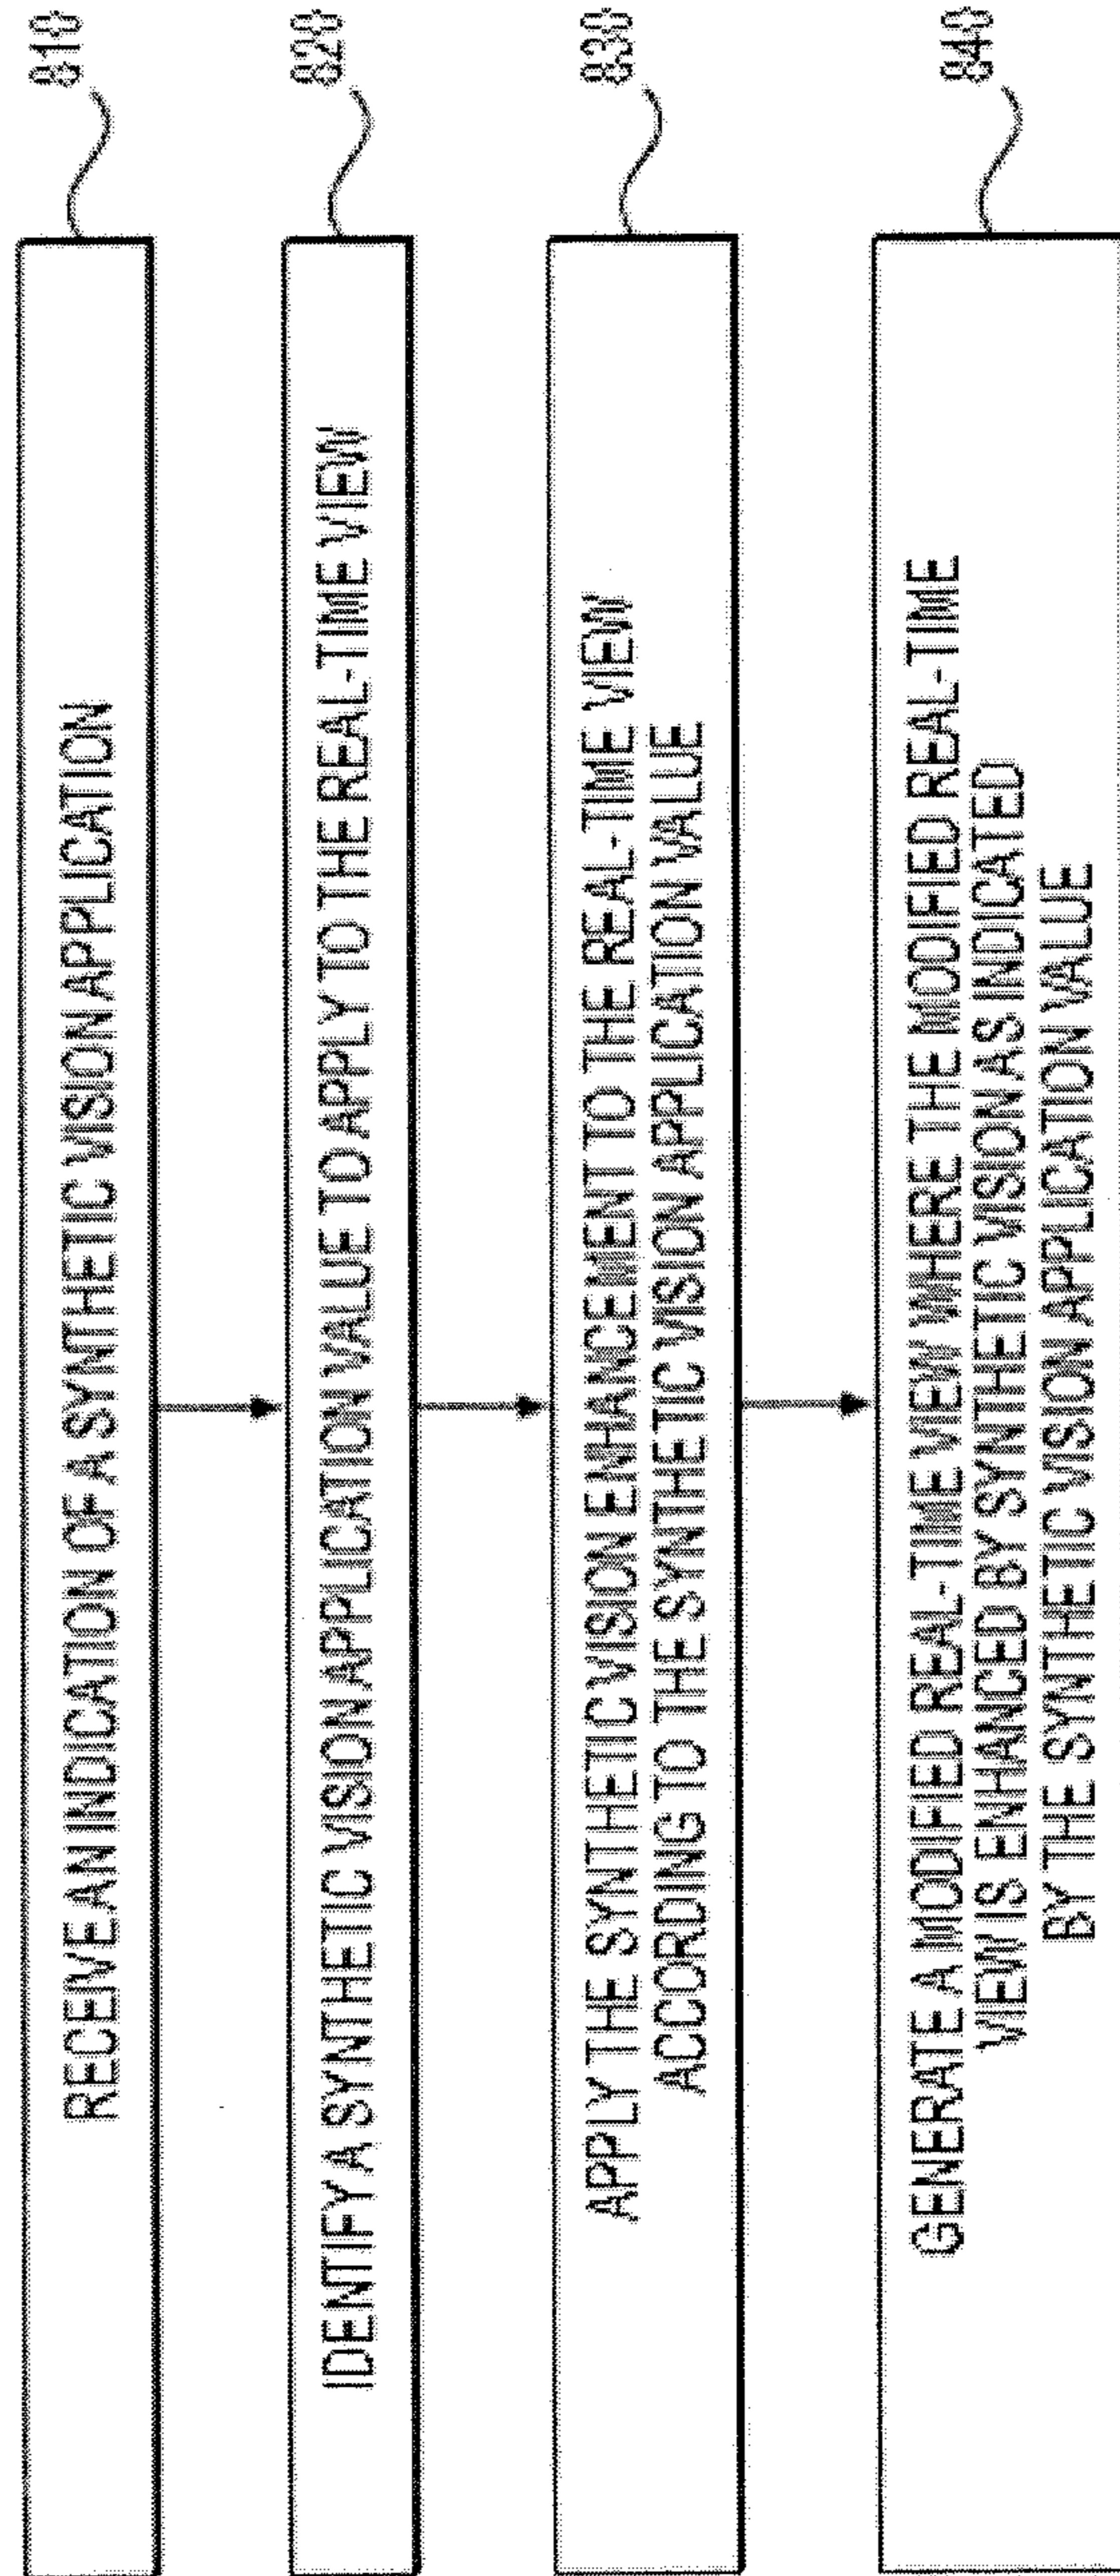 RECEIVE AN INDICATION OF A SYNTHETIC VISION APPLICATION
810
IDENTIFY A SYNTHETIC VISION APPLICATION VALUE TO APPLY TO THE REAL-TIME VIEW
820
APPLY THE SYNTHETIC VISION ENHANCEMENT TO THE REAL-TIME VIEW
ACCORDING TO THE SYNTHETIC VISION APPLICATION VALUE
830
GENERATE A MODIFIED REAL-TIME VIEW WHERE THE MODIFIED REAL-TIME
VIEW IS ENHANCED BY SYNTHETIC VISION AS INDICATED
BY THE SYNTHETIC VISION APPLICATION VALUE
840